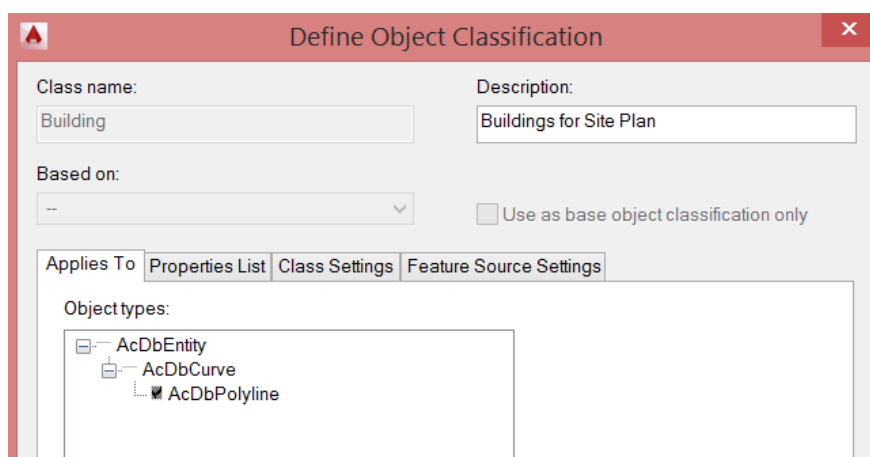 Define Object Classification
Class name:
Description:
Building
Buildings for Site Plan
Based on:
--
Use as base object classification only
Applies To
Properties List
Class Settings
Feature Source Settings
Object types:
AcDbEntity
AcDbCurve
AcDbPolyline